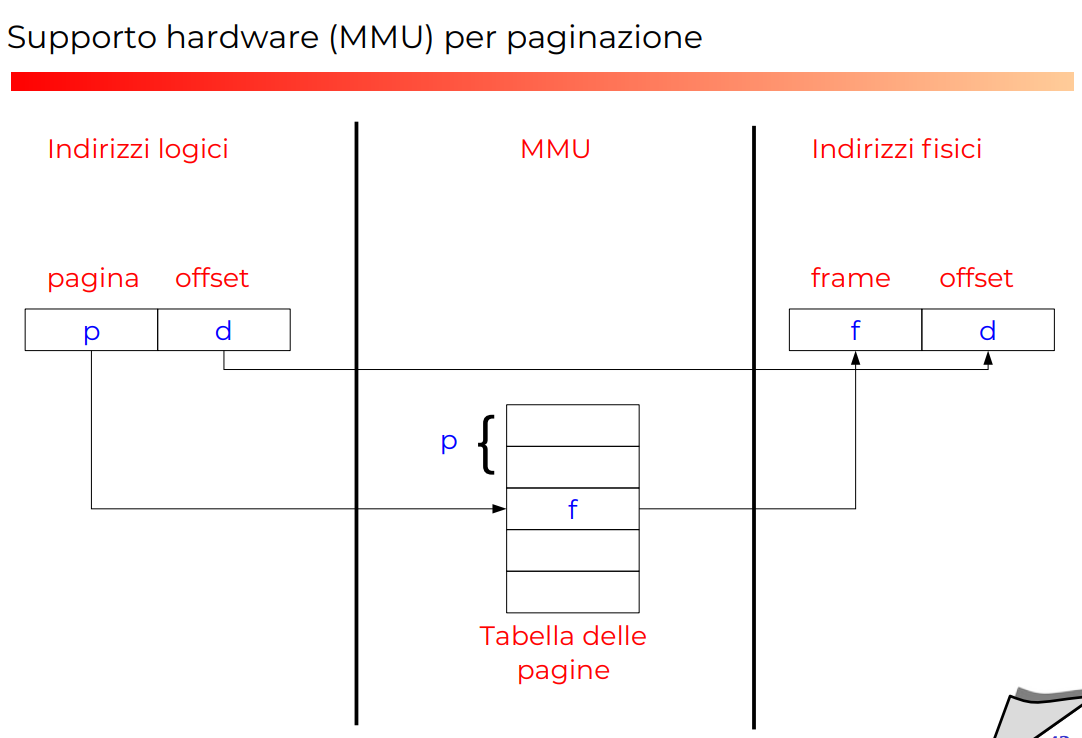 Supporto hardware (MMU) per paginazione
Indirizzi logici
MMU
Indirizzi fisici
pagina offset
frame offset
p d
f d
p {
f
Tabella delle
pagine